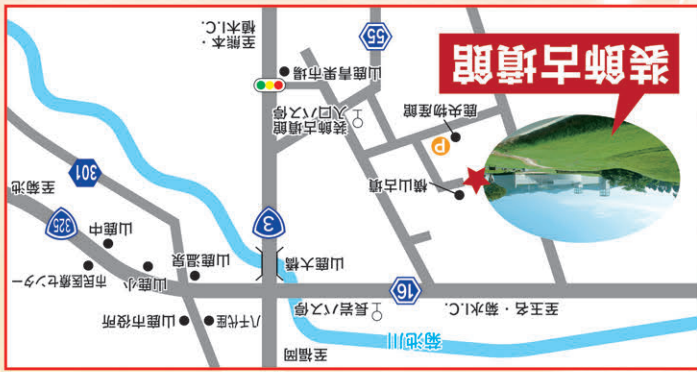 至福岡
菊池川
八千代座
山鹿市役所
長岩バス停
至玉名・菊水I.C.
16
山鹿大橋
山鹿温泉
山鹿小
市民医療センター
山鹿中
325
至菊池
3
301
横山古墳
P
鹿央物産館
装飾古墳館
入口バス停
山鹿青果市場
55
装飾古墳館
至熊本・
植木I.C.